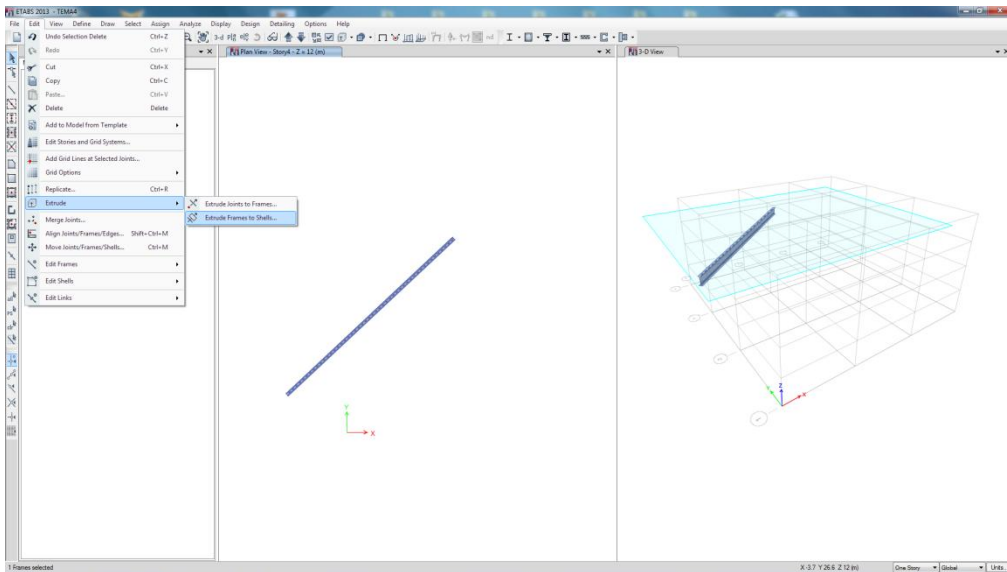 ETABS 2013 - TEMA4
File Edit View Define Draw Select Assign Analyze Display Design Detailing Options Help
Undo Selection Delete Ctrl+Z
Redo Ctrl+Y
Cut Ctrl+X
Copy Ctrl+C
Paste... Ctrl+V
Delete Delete
Add to Model from Template
Edit Stories and Grid Systems...
Add Grid Lines at Selected Joints...
Grid Options
Replicate... Ctrl+R
Extrude
Extrude Joints to Frames...
Extrude Frames to Shells...
Merge Joints...
Align Joints/Frames/Edges... Shift+Ctrl+M
Move Joints/Frames/Shells... Ctrl+M
Edit Frames
Edit Shells
Edit Links
3-d
Plan View - Story4 - Z = 12 (m)
3-D View
Y
X
Z
X
1 Frames selected
X -3.7 Y 26.6 Z 12 (m)
One Story
Global
Units...